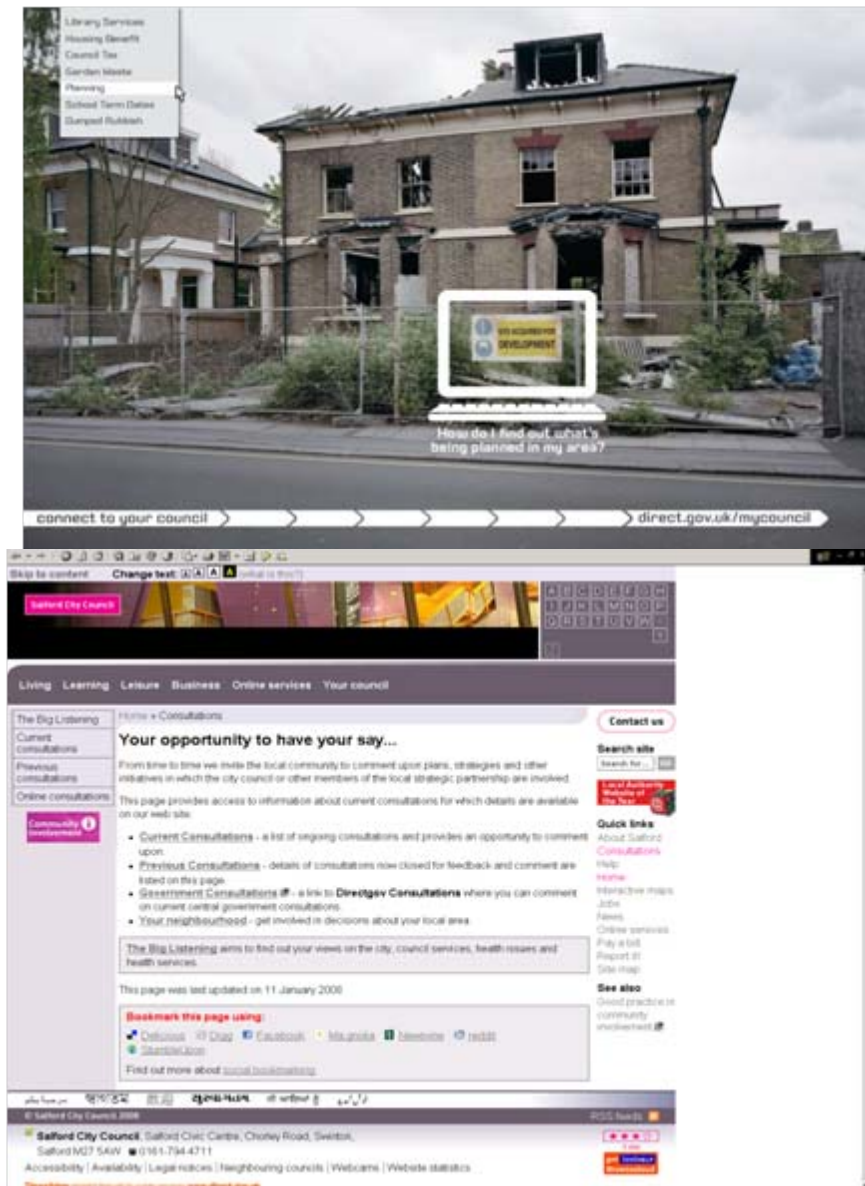 Library Services
Housing Benefit
Council Tax
Garden Waste
Planning
School Term Dates
Dumped Rubbish
SITE ACQUIRED FOR
DEVELOPMENT
How do I find out what's
being planned in my area?
connect to your council
direct.gov.uk/mycouncil
Skip to content Change text: A A A A [what is this?]
Salford City Council
A B C D E F G H
I J K L M N O P
Q R S T U V W
Living Learning Leisure Business Online services Your council
The Big Listening
Current
consultations
Previous
consultations
Online consultations
Community
Involvement
Home » Consultations
Your opportunity to have your say...
From time to time we invite the local community to comment upon plans, strategies and other
initiatives in which the city council or other members of the local strategic partnership are involved.
This page provides access to information about current consultations for which details are available
on our web site.
Current Consultations - a list of ongoing consultations and provides an opportunity to comment
upon.
Previous Consultations - details of consultations now closed for feedback and comment are
listed on this page.
Government Consultations - a link to Directgov Consultations where you can comment
on current central government consultations.
Your neighbourhood - get involved in decisions about your local area.
The Big Listening aims to find out your views on the city, council services, health issues and
health services.
This page was last updated on 11 January 2008
Bookmark this page using:
Delicious Digg Facebook Ma.gnolia Newsvine reddit
StumbleUpon
Find out more about social bookmarking
Contact us
Search site
Search for ...
Local Authority
Website of
the Year
Quick links
About Salford
Consultations
Help
Home
Interactive maps
Jobs
News
Online services
Pay a bill
Report it!
Site map
See also
Good practice in
community
involvement
© Salford City Council 2008
RSS feeds
Salford City Council, Salford Civic Centre, Chorley Road, Swinton,
Salford M27 5AW 0161-794-4711
Accessibility | Availability | Legal notices | Neighbouring councils | Webcams | Website statistics